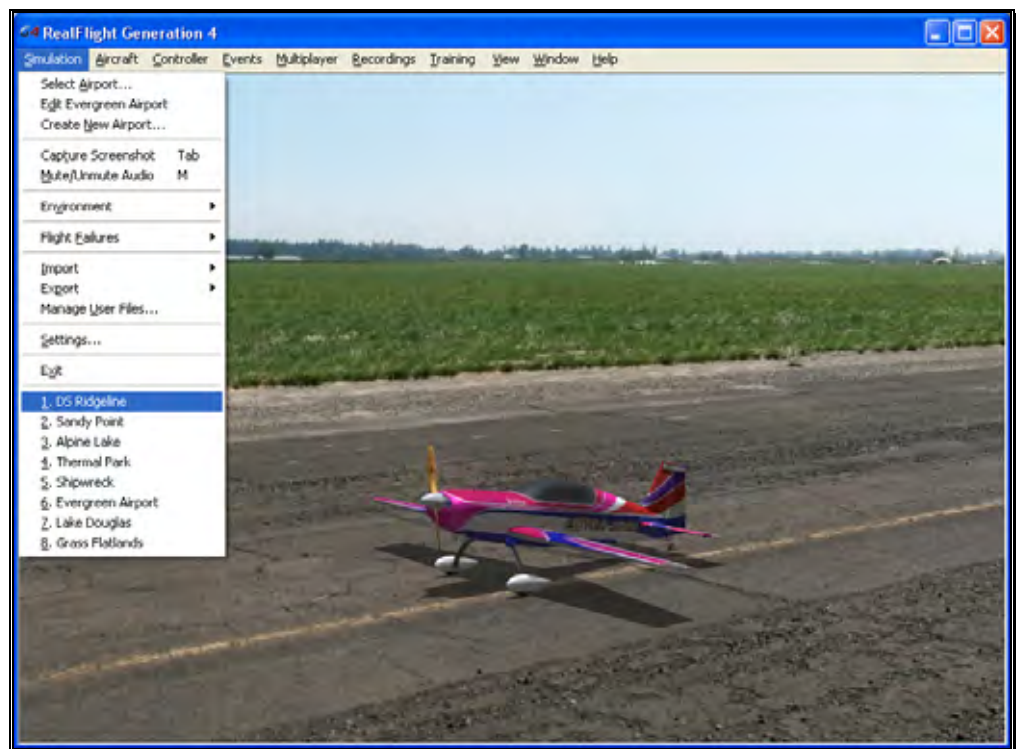 RealFlight Generation 4
Simulation Aircraft Controller Events Multiplayer Recordings Training View Window Help
Select Airport...
Edit Evergreen Airport
Create New Airport...
Capture Screenshot Tab
Mute/Unmute Audio M
Environment
Flight Failures
Import
Export
Manage User Files...
Settings...
Exit
1. DS Ridgeline
2. Sandy Point
3. Alpine Lake
4. Thermal Park
5. Shipwreck
6. Evergreen Airport
7. Lake Douglas
8. Grass Flatlands